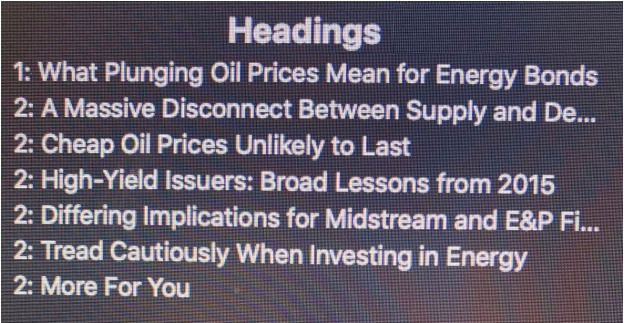 Headings
1: What Plunging Oil Prices Mean for Energy Bonds
2: A Massive Disconnect Between Supply and De...
2: Cheap Oil Prices Unlikely to Last
2: High-Yield Issuers: Broad Lessons from 2015
2: Differing Implications for Midstream and E&P Fi...
2: Tread Cautiously When Investing in Energy
2: More For You